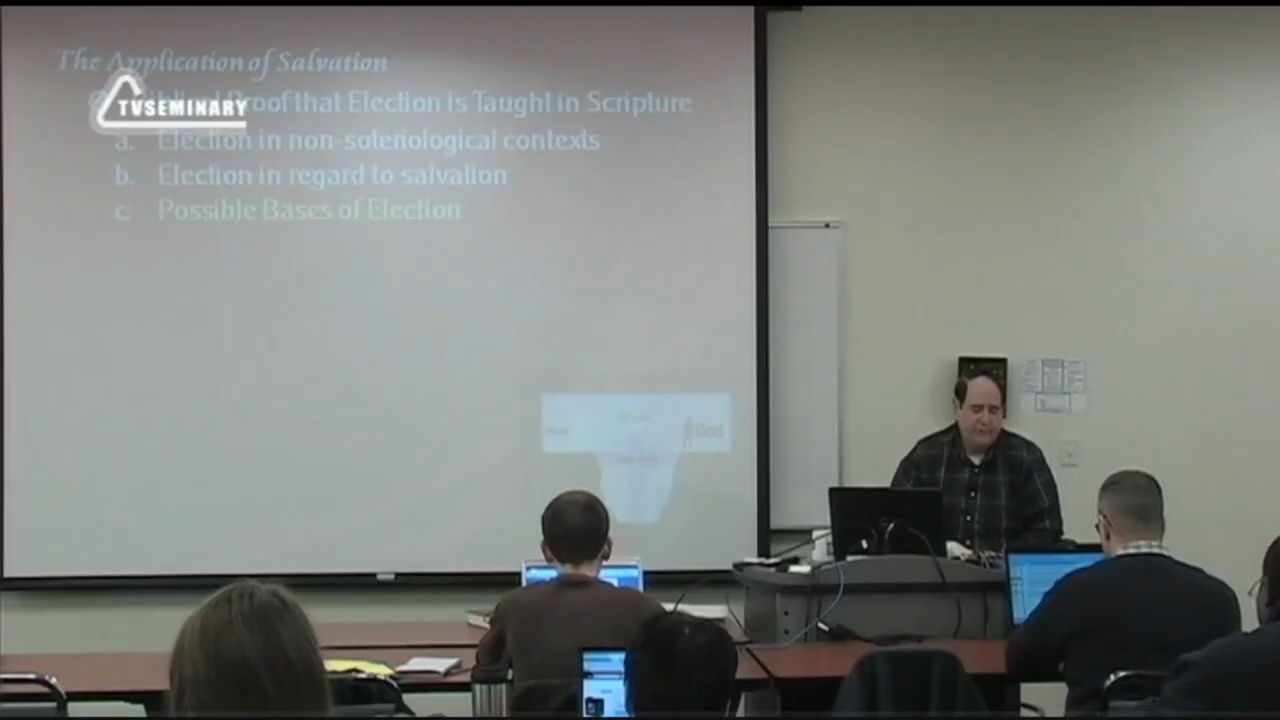 The Application of Salvation
TVSEMINARY
Proof that Election is Taught in Scripture
a. Election in non-soteriological contexts
b. Election in regard to salvation
c. Possible Bases of Election
God